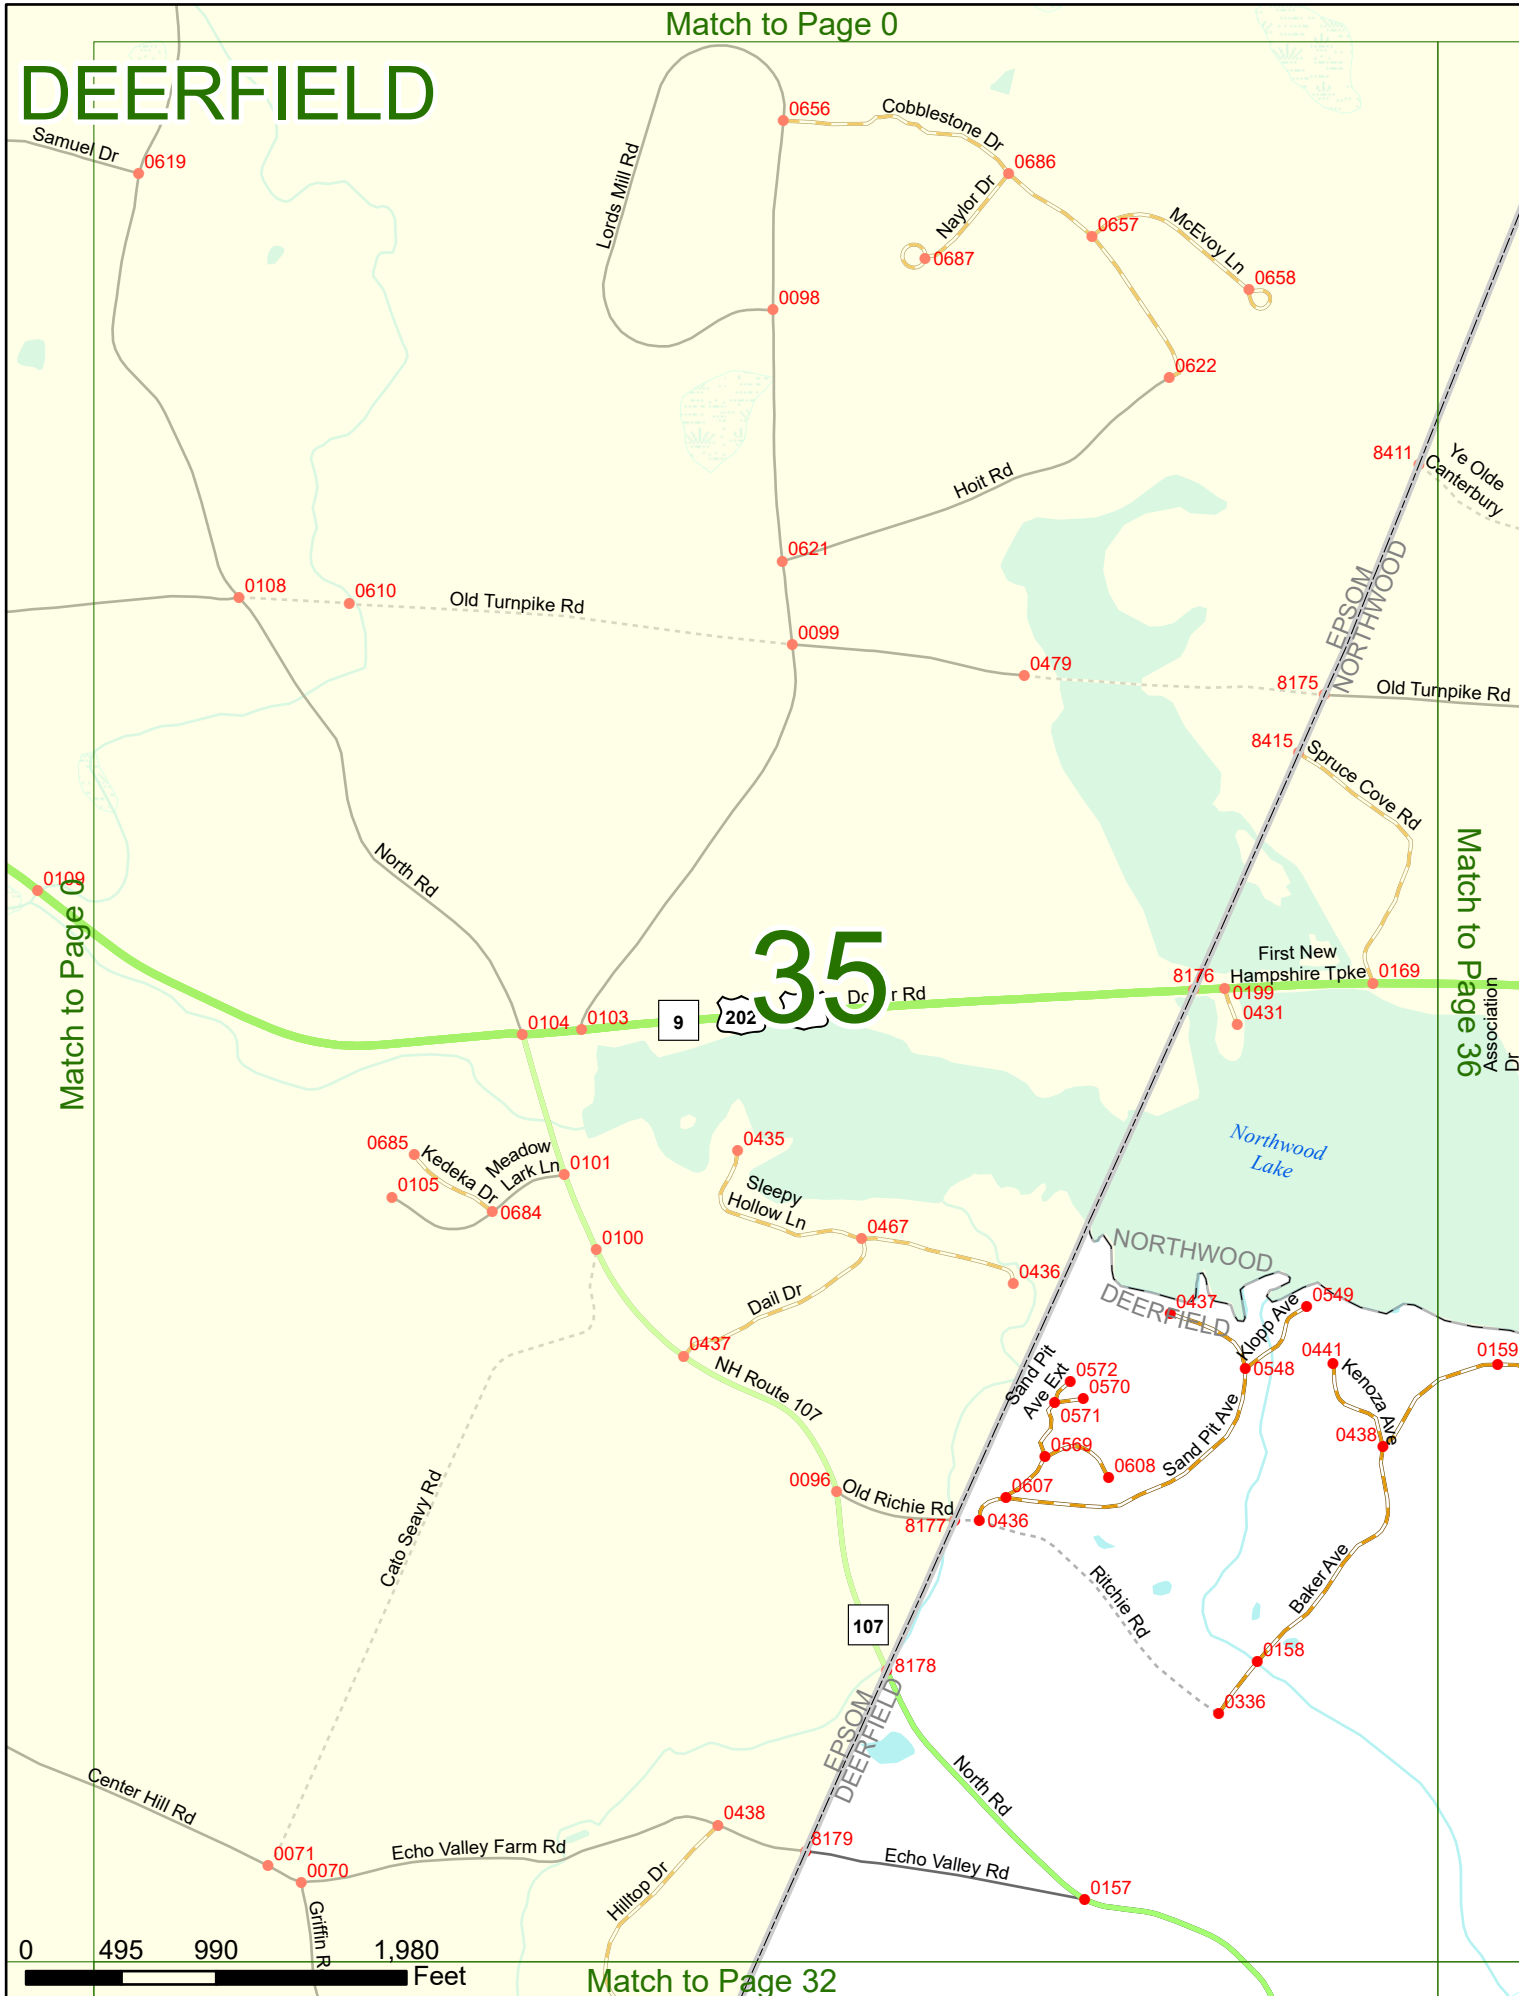 Match to Page 0
DEERFIELD
Samuel Dr
0619
0656
Cobblestone Dr
0686
Lords Mill Rd
Naylor Dr
0687
0657
McEvoy Ln
0658
0098
0622
8411
Ye Olde
Canterbury
Hoit Rd
0621
EPSOM
NORTHWOOD
0108
0610
Old Turnpike Rd
0099
0479
8175
Old Turnpike Rd
8415
Spruce Cove Rd
North Rd
0109
Match to Page 0
Match to Page 36
35
First New
Hampshire Tpke
8176
0199
0169
0431
0104
0103
9
202
Rd
Association
Dr
Northwood
Lake
0685
Kedeka Dr
Meadow
Lark Ln
0101
0105
0684
0435
Sleepy
Hollow Ln
0467
0100
0436
Dail Dr
0437
NH Route 107
NORTHWOOD
DEERFIELD
0437
Klopp Ave
0549
0548
0441
Kenoza Ave
0159
0438
Sand Pit
Ave Ext
0572
0570
0571
0569
0608
Sand Pit Ave
0607
0096
Old Richie Rd
8177
0436
Cato Seavy Rd
Ritchie Rd
Baker Ave
107
0158
0336
8178
EPSOM
DEERFIELD
North Rd
Center Hill Rd
0438
8179
Echo Valley Farm Rd
Echo Valley Rd
0071
0070
0157
Hilltop Dr
Griffin R
0 495 990 1,980
Feet
Match to Page 32